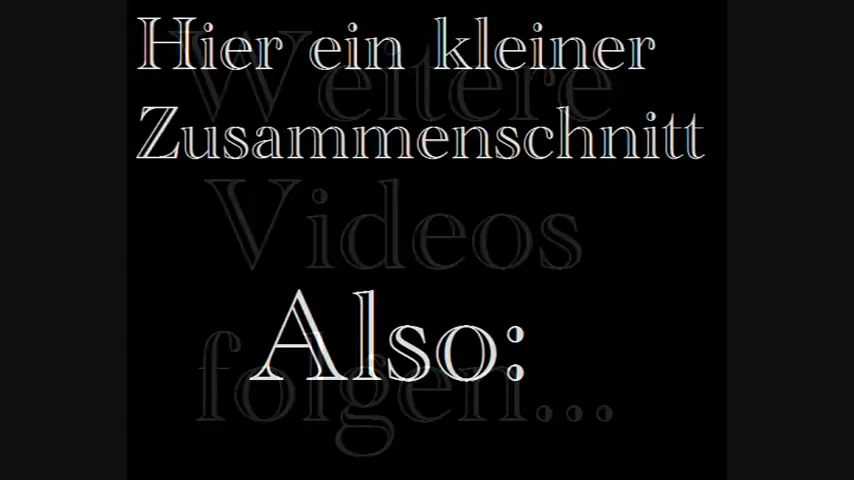 Hier ein kleiner
Weitere
Zusammenschnitt
Videos
Also:
folgen...